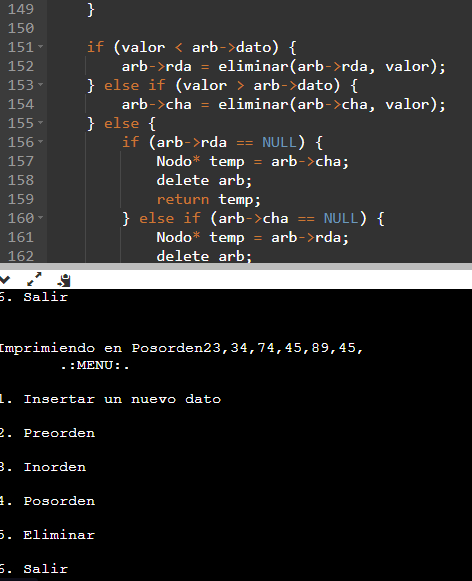 149 }
150
151 if (valor < arb->dato) {
152 arb->rda = eliminar(arb->rda, valor);
153 } else if (valor > arb->dato) {
154 arb->cha = eliminar(arb->cha, valor);
155 } else {
156 if (arb->rda == NULL) {
157 Nodo* temp = arb->cha;
158 delete arb;
159 return temp;
160 } else if (arb->cha == NULL) {
161 Nodo* temp = arb->rda;
162 delete arb;
6. Salir
Imprimiendo en Posorden23,34,74,45,89,45,
.:MENU:.
1. Insertar un nuevo dato
2. Preorden
3. Inorden
4. Posorden
5. Eliminar
6. Salir